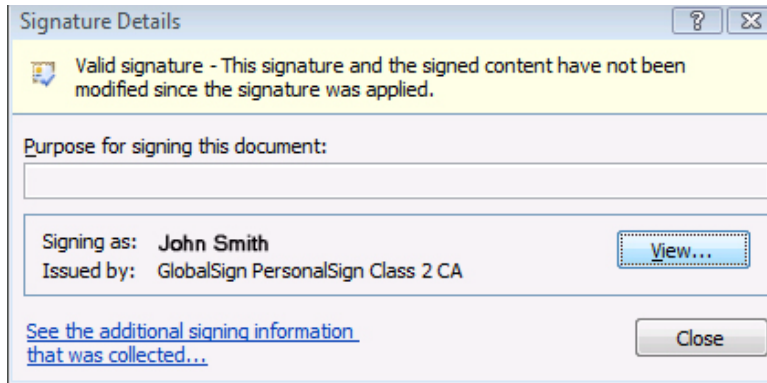 Signature Details
Valid signature - This signature and the signed content have not been
modified since the signature was applied.
Purpose for signing this document:
Signing as: John Smith
View...
Issued by: GlobalSign PersonalSign Class 2 CA
See the additional signing information
that was collected...
Close